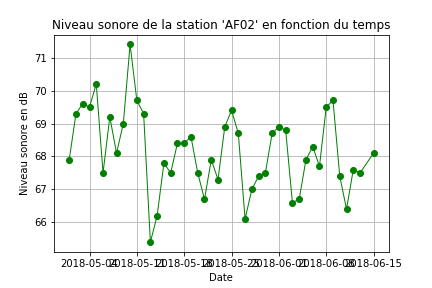 Niveau sonore de la station 'AF02' en fonction du temps
Niveau sonore en dB
71
70
69
68
67
66
2018-05-04 2018-05-11 2018-05-18 2018-05-25 2018-06-01 2018-06-08 2018-06-15
Date